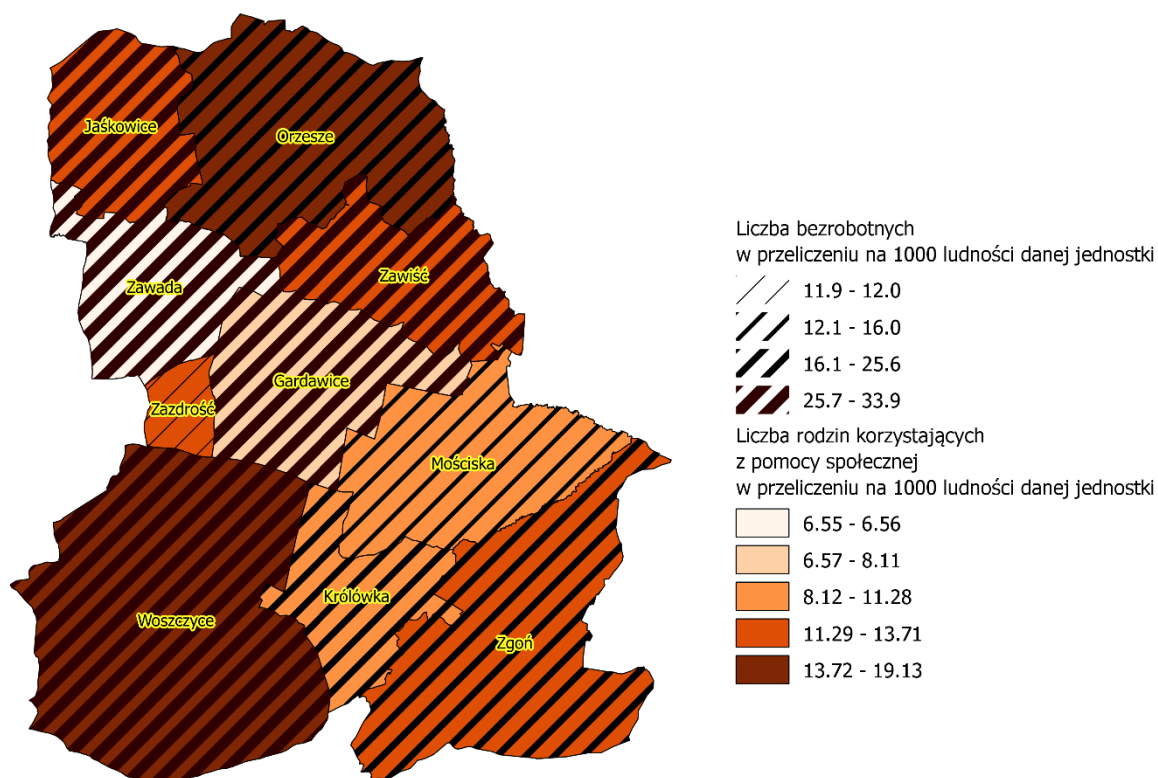 Jaśkowice
Orzesze
Zawada
Zawiść
Gardawice
Zazdrość
Mościska
Królówka
Woszczyce
Zgoń
Liczba bezrobotnych
w przeliczeniu na 1000 ludności danej jednostki
11.9 - 12.0
12.1 - 16.0
16.1 - 25.6
25.7 - 33.9
Liczba rodzin korzystających
z pomocy społecznej
w przeliczeniu na 1000 ludności danej jednostki
6.55 - 6.56
6.57 - 8.11
8.12 - 11.28
11.29 - 13.71
13.72 - 19.13